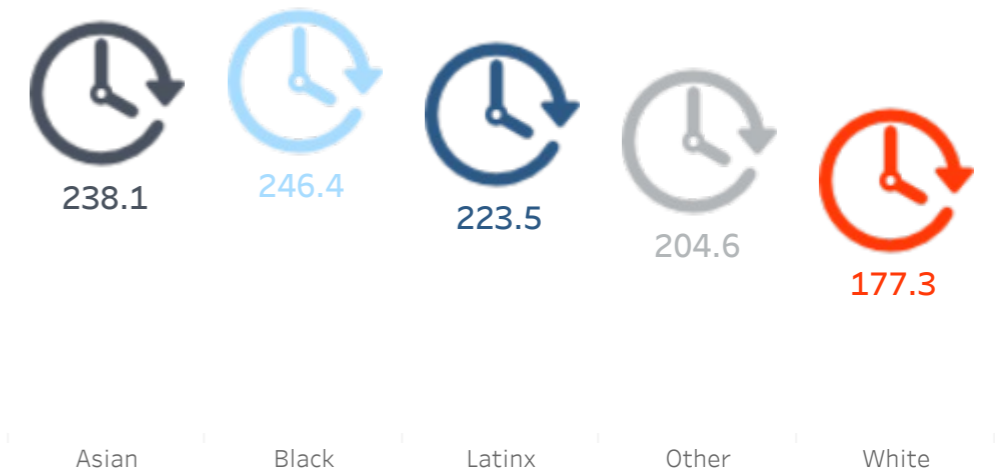 238.1
246.4
223.5
204.6
177.3
Asian
Black
Latinx
Other
White